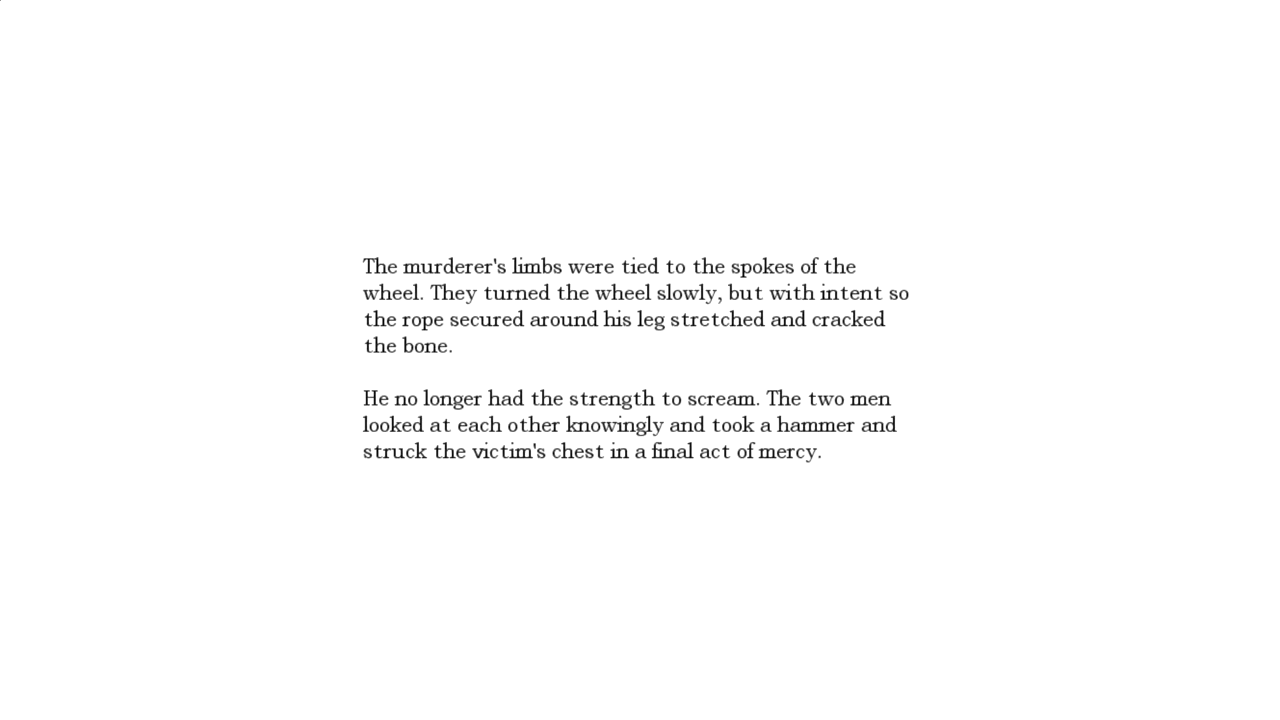 The murderer's limbs were tied to the spokes of the
wheel. They turned the wheel slowly, but with intent so
the rope secured around his leg stretched and cracked
the bone.
He no longer had the strength to scream. The two men
looked at each other knowingly and took a hammer and
struck the victim's chest in a final act of mercy.